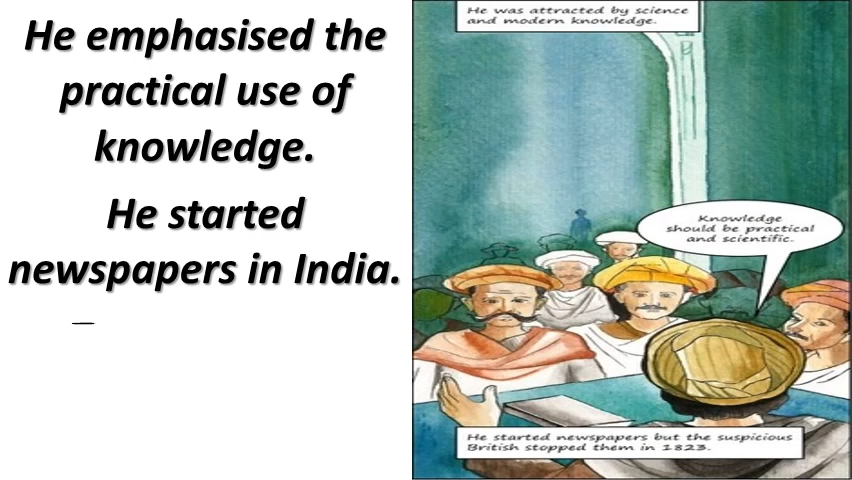 He emphasised the
practical use of
knowledge.
He started
newspapers in India.
He was attracted by science
and modern knowledge.
Knowledge
should be practical
and scientific.
He started newspapers but the suspicious
British stopped them in 1823.